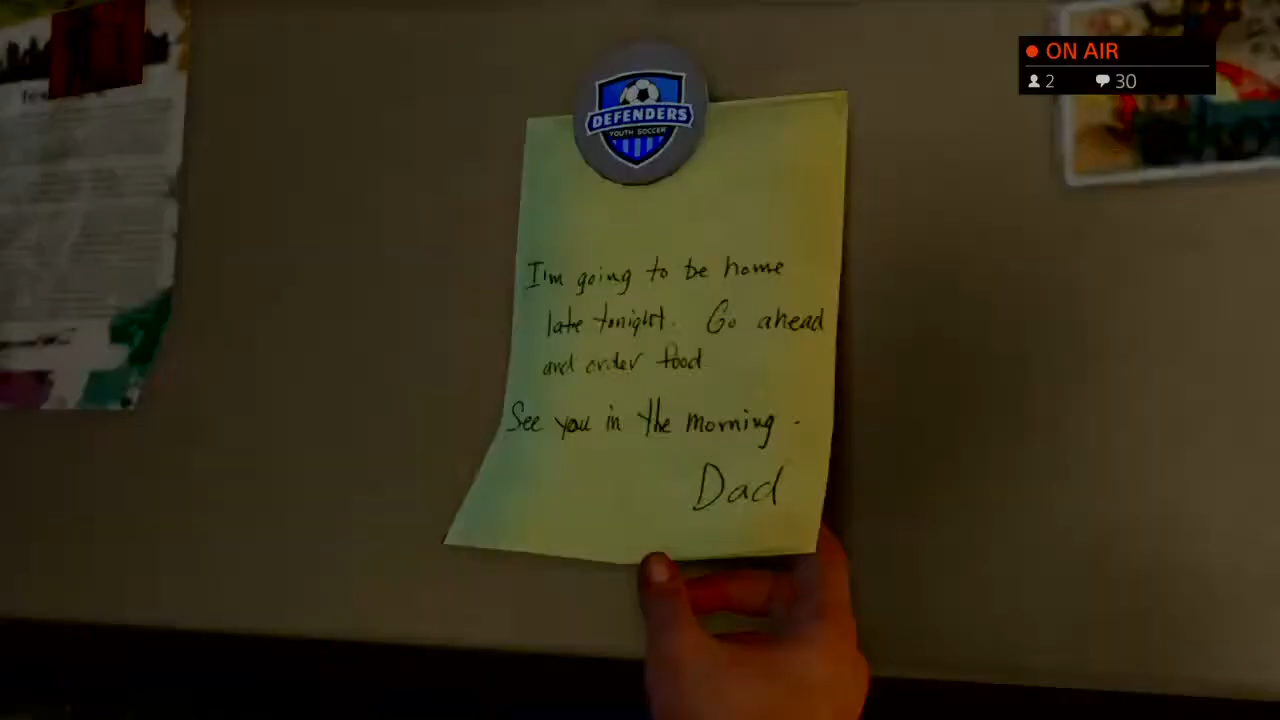 ON AIR
2 30
DEFENDERS
YOUTH SOCCER
I'm going to be home
late tonight. Go ahead
and order food
See you in the morning.
Dad